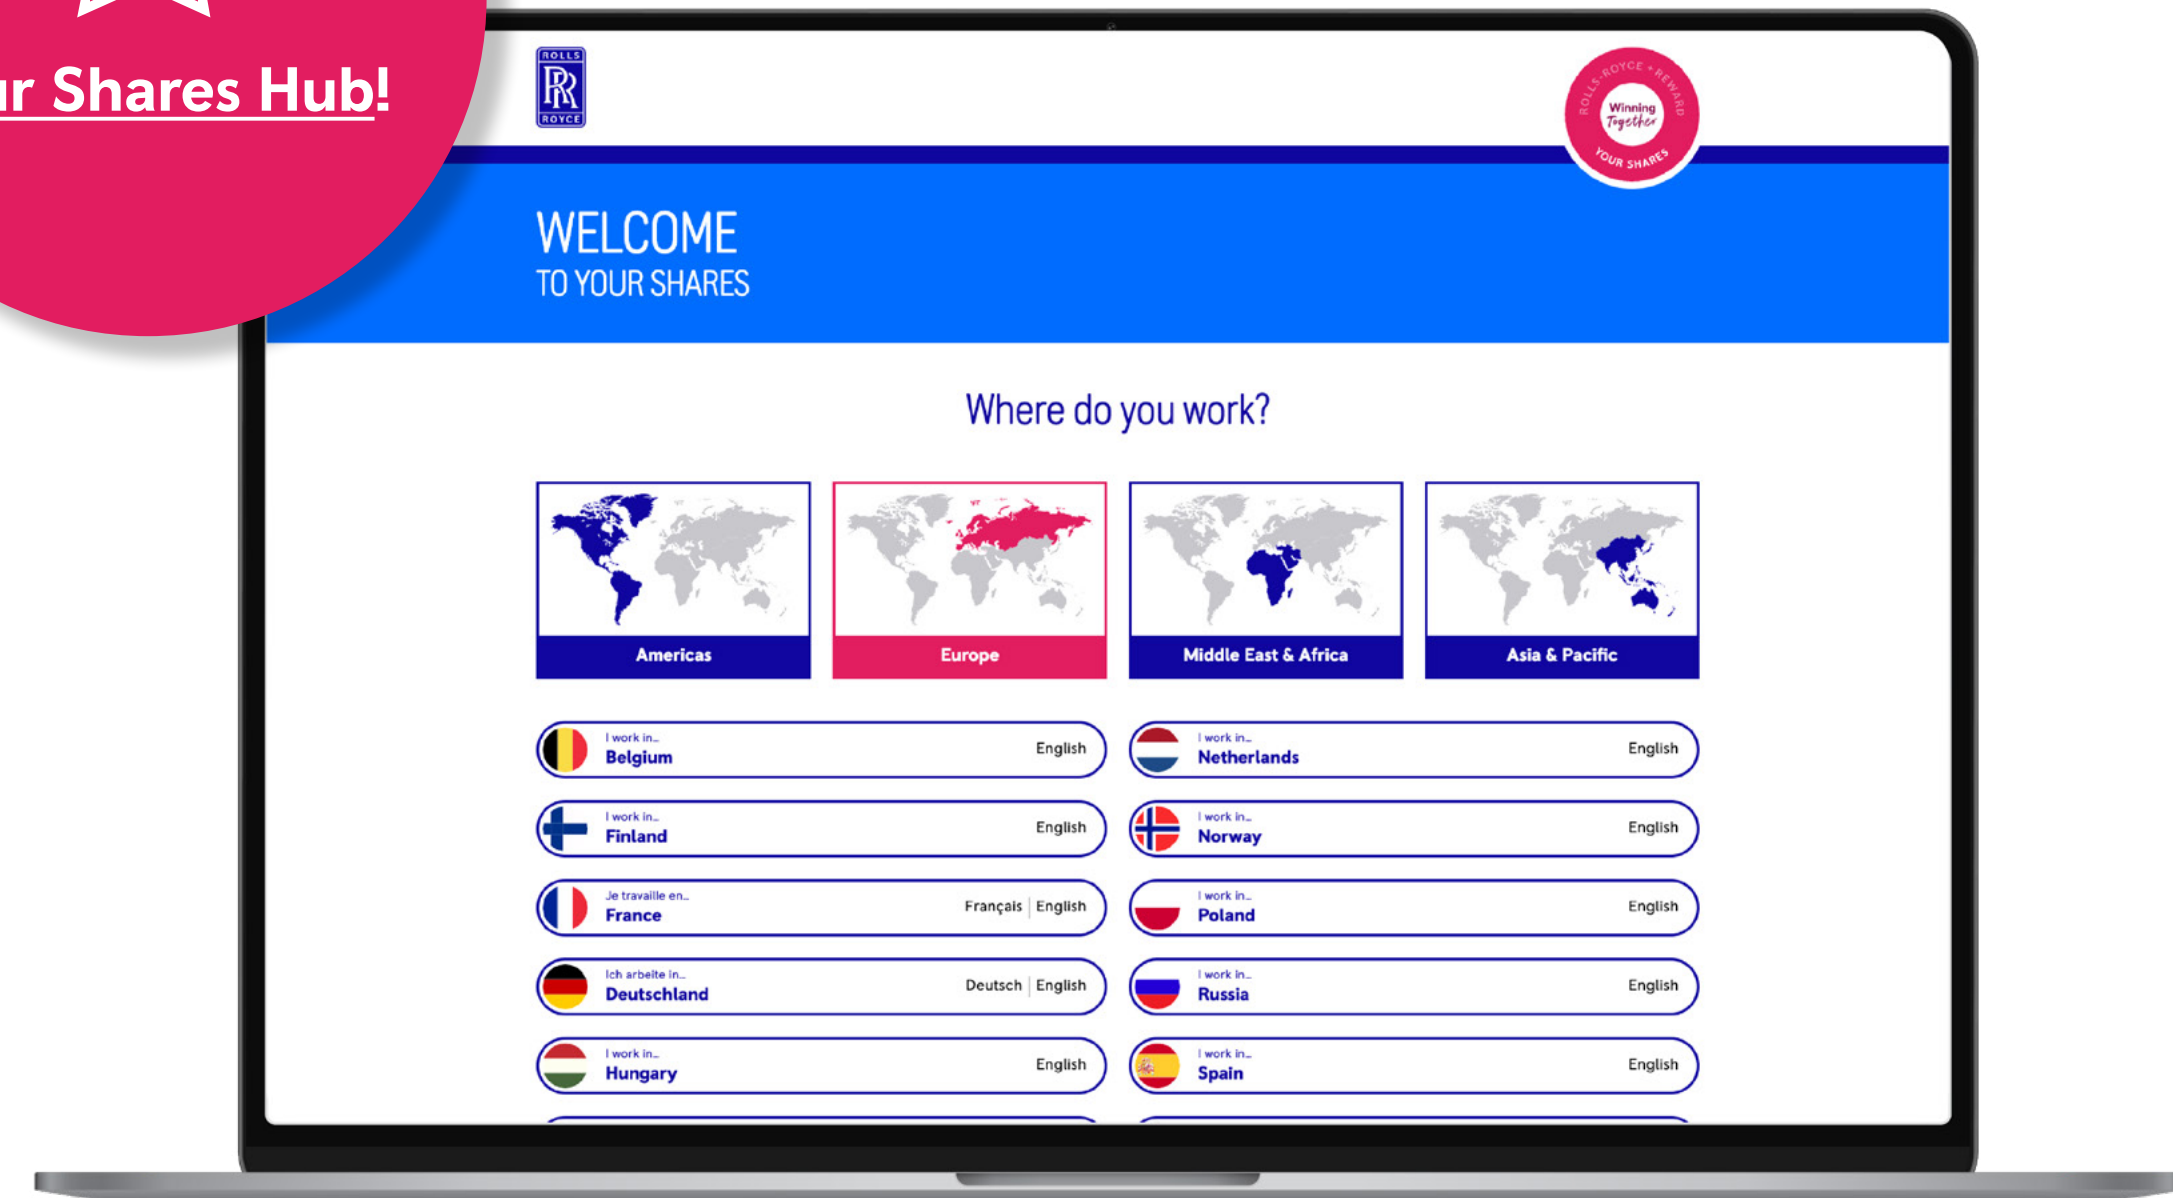 ur Shares Hub!
ROLLS
RR
ROYCE
ROLLS-ROYCE + REWARD
Winning
Together
YOUR SHARES
WELCOME
TO YOUR SHARES
Where do you work?
Americas
Europe
Middle East & Africa
Asia & Pacific
I work in...
Belgium
English
I work in...
Netherlands
English
I work in...
Finland
English
I work in...
Norway
English
Je travaille en...
France
Français | English
I work in...
Poland
English
Ich arbeite in...
Deutschland
Deutsch | English
I work in...
Russia
English
I work in...
Hungary
English
I work in...
Spain
English